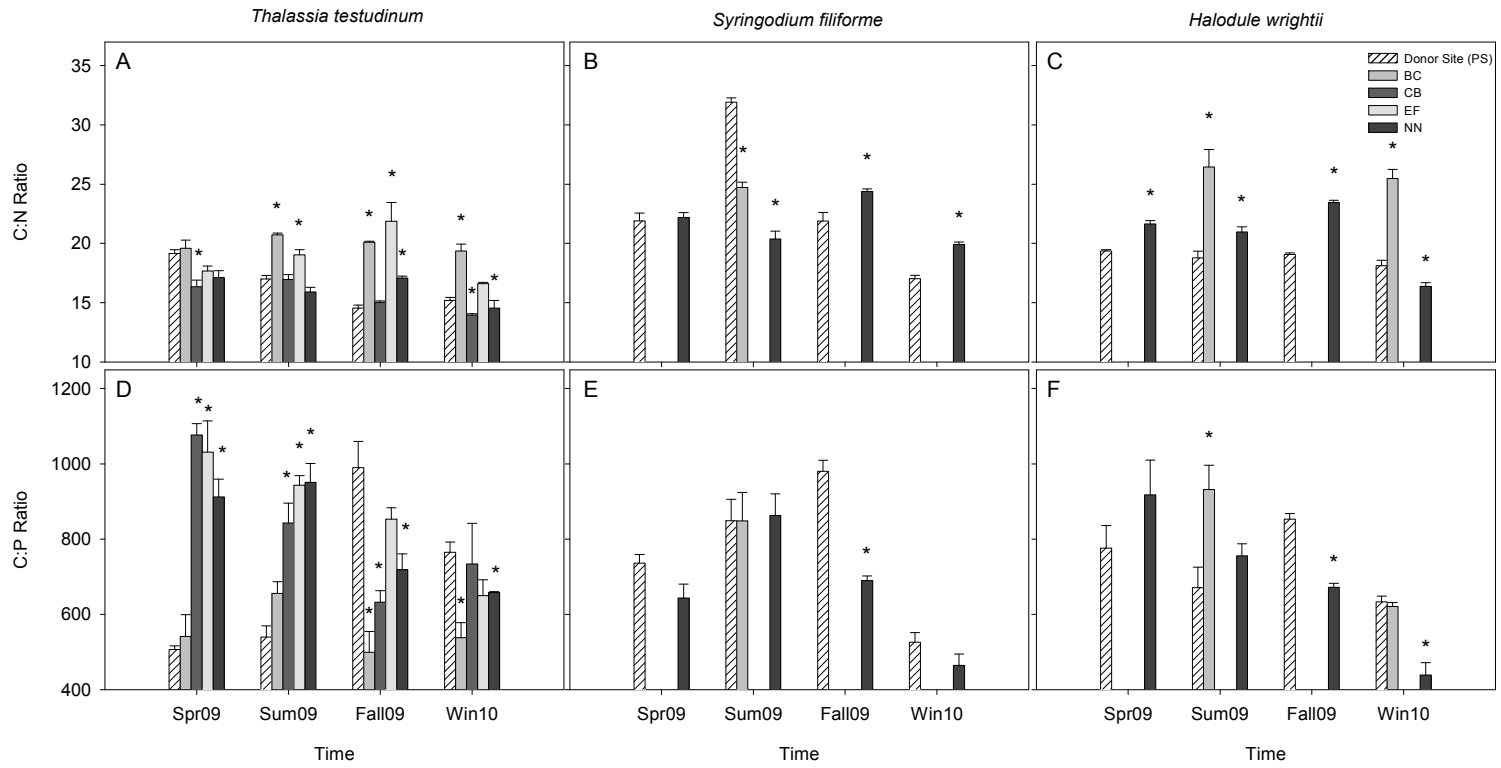 Thalassia testudinum
Syringodium filiforme
Halodule wrightii
A
B
C
Donor Site (PS)
BC
CB
EF
NN
C:N Ratio
35
30
25
20
15
10
* * * * * * * * * *
* * * *
* * * * * *
D
E
F
C:P Ratio
1200
1000
800
600
400
* * * * * * * * * * *
*
* * *
Spr09 Sum09 Fall09 Win10
Spr09 Sum09 Fall09 Win10
Spr09 Sum09 Fall09 Win10
Time
Time
Time